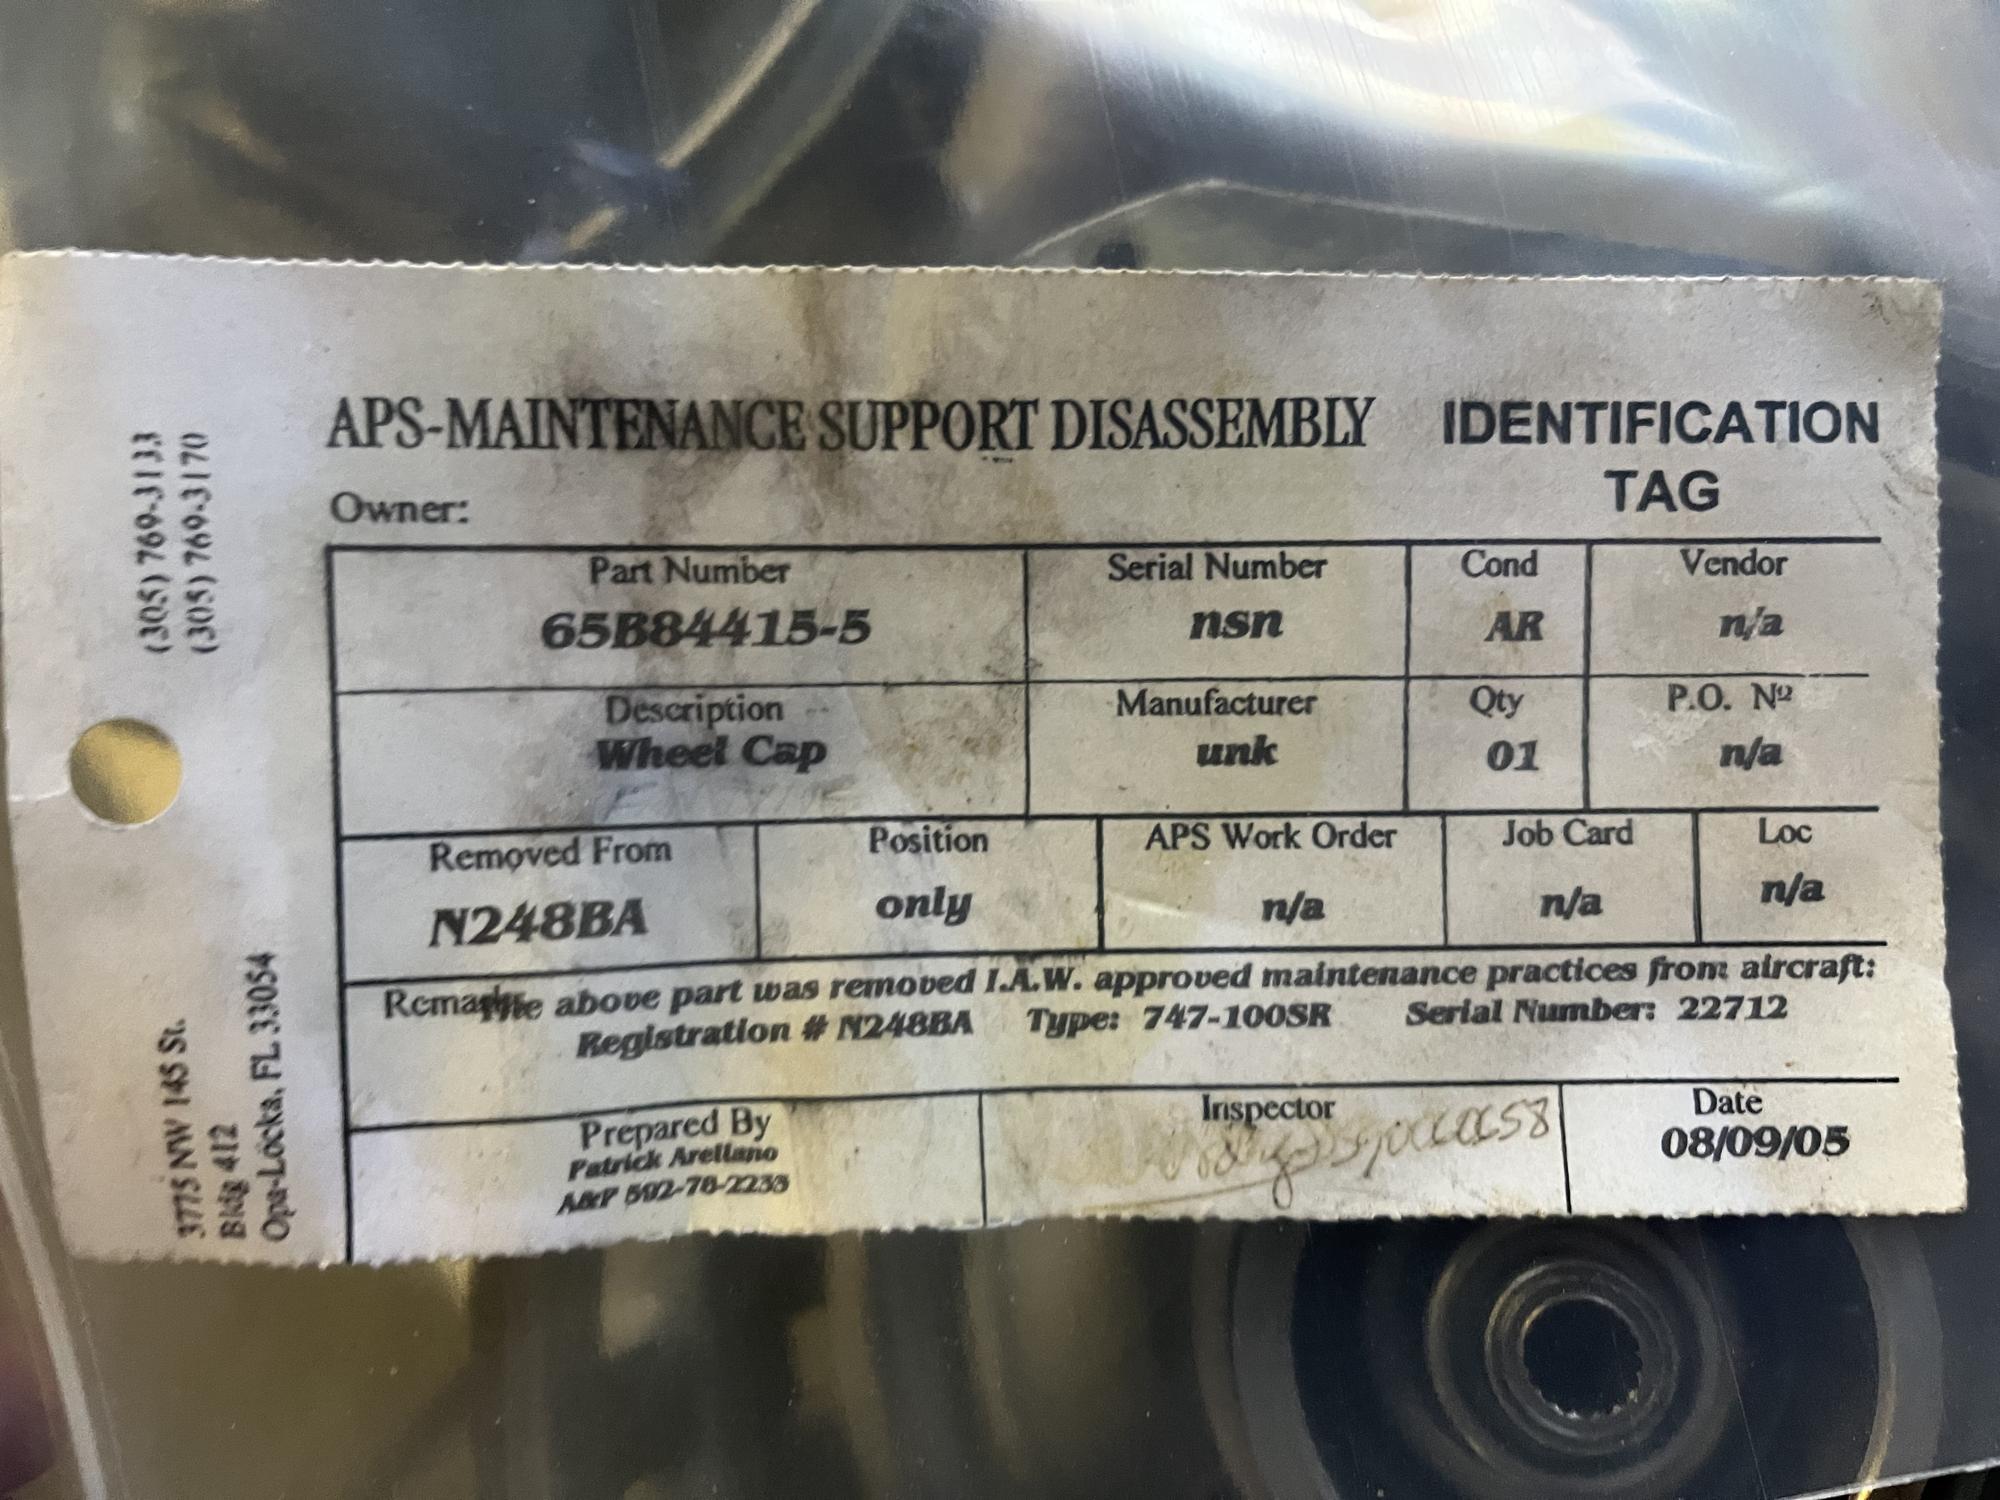 APS-MAINTENANCE SUPPORT DISASSEMBLY IDENTIFICATION TAG
Owner:
Part Number Serial Number Cond Vendor
65B84415-5 nsn AR n/a
Description Manufacturer Qty P.O. Nº
Wheel Cap unk 01 n/a
Removed From Position APS Work Order Job Card Loc
N248BA only n/a n/a n/a
Remarks The above part was removed I.A.W. approved maintenance practices from aircraft:
Registration # N248BA Type: 747-100SR Serial Number: 22712
Prepared By Inspector Date
Patrick Arellano 08/09/05
A&P 592-78-2233
(305) 769-3133
(305) 769-3170
3775 NW 145 St.
Bldg 412
Opa-Locka, FL 33054